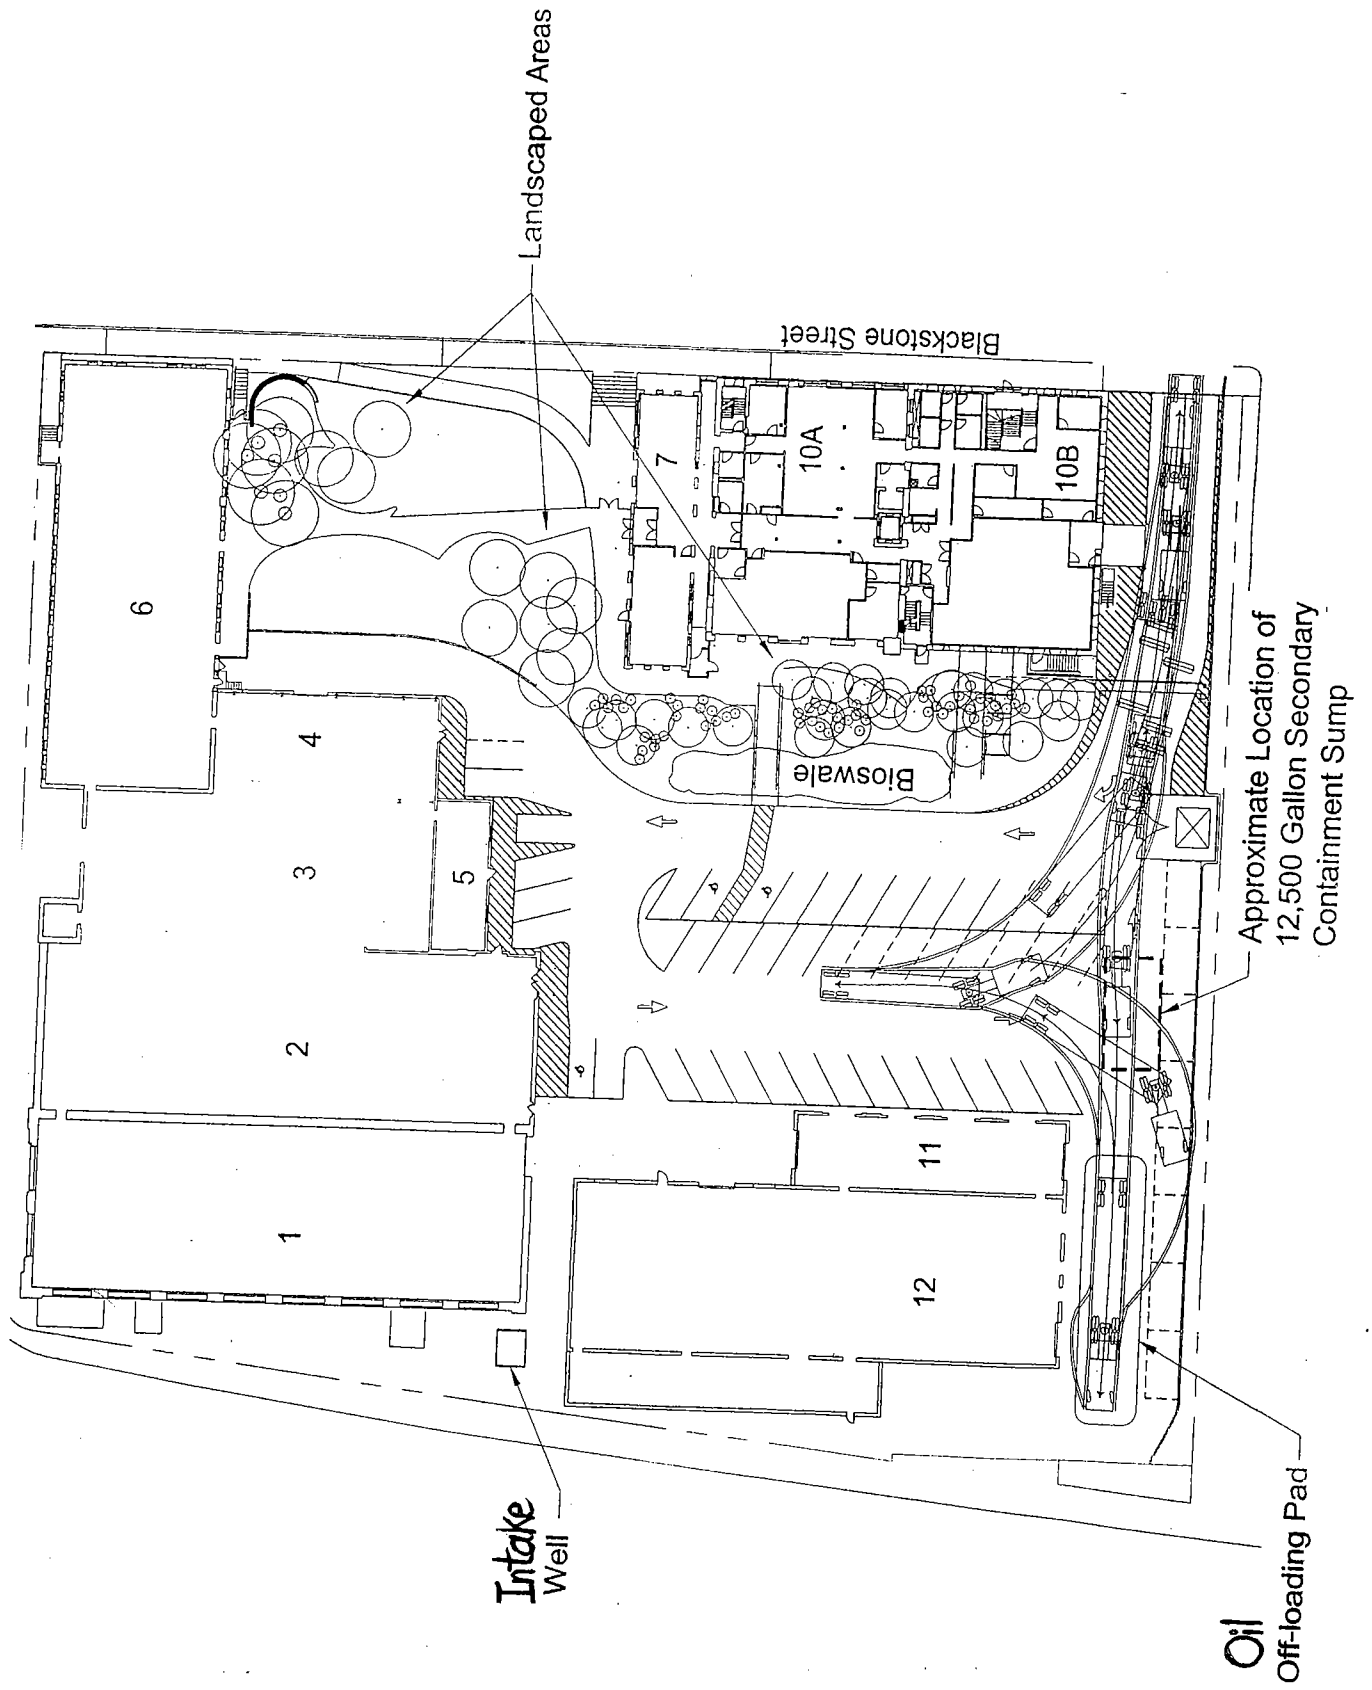 Landscaped Areas
Blackstone Street
6
7
10A
10B
4
3
5
2
1
Bioswale
11
12
Approximate Location of
12,500 Gallon Secondary
Containment Sump
Intake
Well
Oil
Off-loading Pad